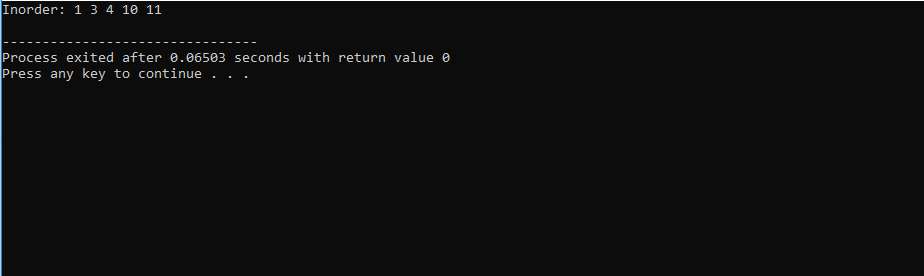 Inorder: 1 3 4 10 11
--------------------------------
Process exited after 0.06503 seconds with return value 0
Press any key to continue . . .